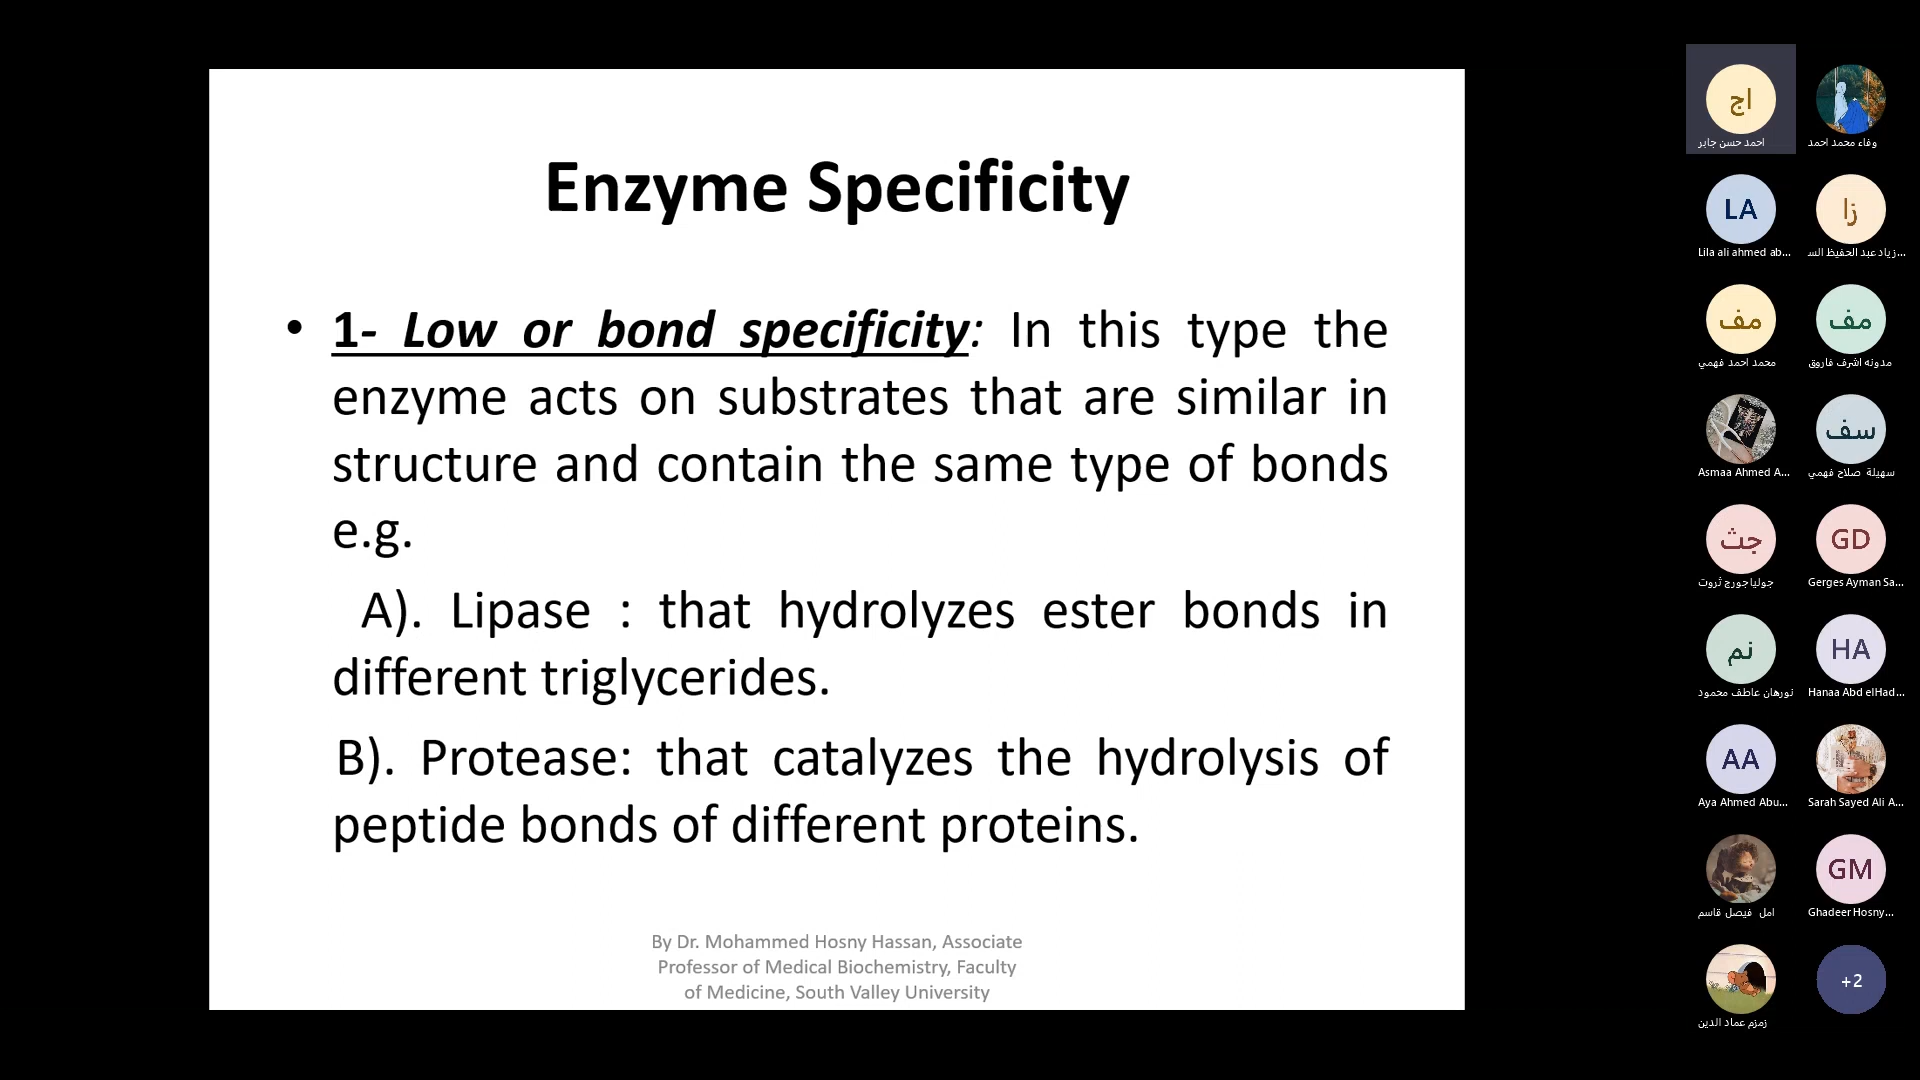 Enzyme Specificity
• 1- Low or bond specificity: In this type the
enzyme acts on substrates that are similar in
structure and contain the same type of bonds
e.g.
A). Lipase : that hydrolyzes ester bonds in
different triglycerides.
B). Protease: that catalyzes the hydrolysis of
peptide bonds of different proteins.
By Dr. Mohammed Hosny Hassan, Associate
Professor of Medical Biochemistry, Faculty
of Medicine, South Valley University
اج
احمد حسن جابر
وفاء محمد احمد
LA
Lila ali ahmed ab...
زا
زياد عبد الحفيظ الس...
مف
محمد احمد فهمي
مف
مدونه اشرف فاروق
Asmaa Ahmed A...
سف
سهيلة صلاح فهمي
جث
جولياجورج ثروت
GD
Gerges Ayman Sa...
نم
نورهان عاطف محمود
HA
Hanaa Abd elHad...
AA
Aya Ahmed Abu...
Sarah Sayed Ali A...
امل فيصل قاسم
GM
Ghadeer Hosny...
زمزم عماد الدين
+2